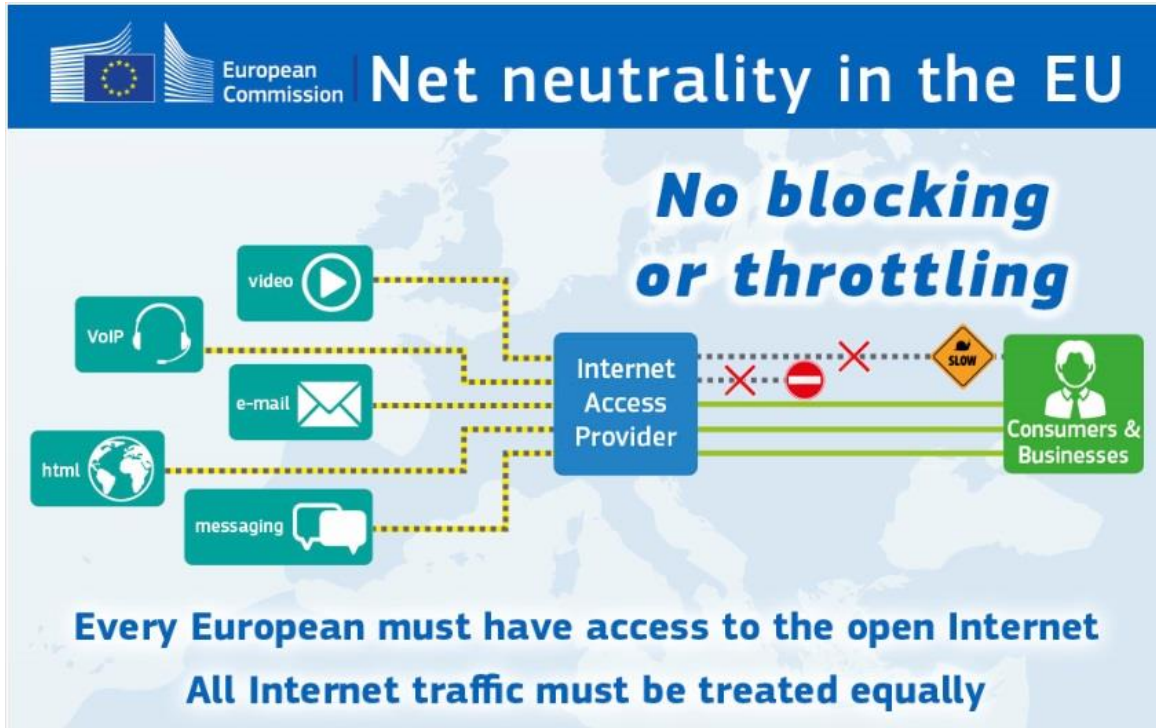 European
Commission
Net neutrality in the EU
No blocking
or throttling
video
VoIP
e-mail
html
messaging
Internet
Access
Provider
SLOW
Consumers &
Businesses
Every European must have access to the open Internet
All Internet traffic must be treated equally